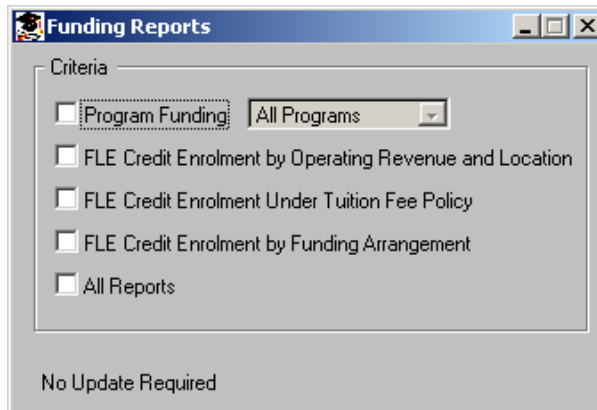 Funding Reports
Criteria
Program Funding All Programs
FLE Credit Enrolment by Operating Revenue and Location
FLE Credit Enrolment Under Tuition Fee Policy
FLE Credit Enrolment by Funding Arrangement
All Reports
No Update Required